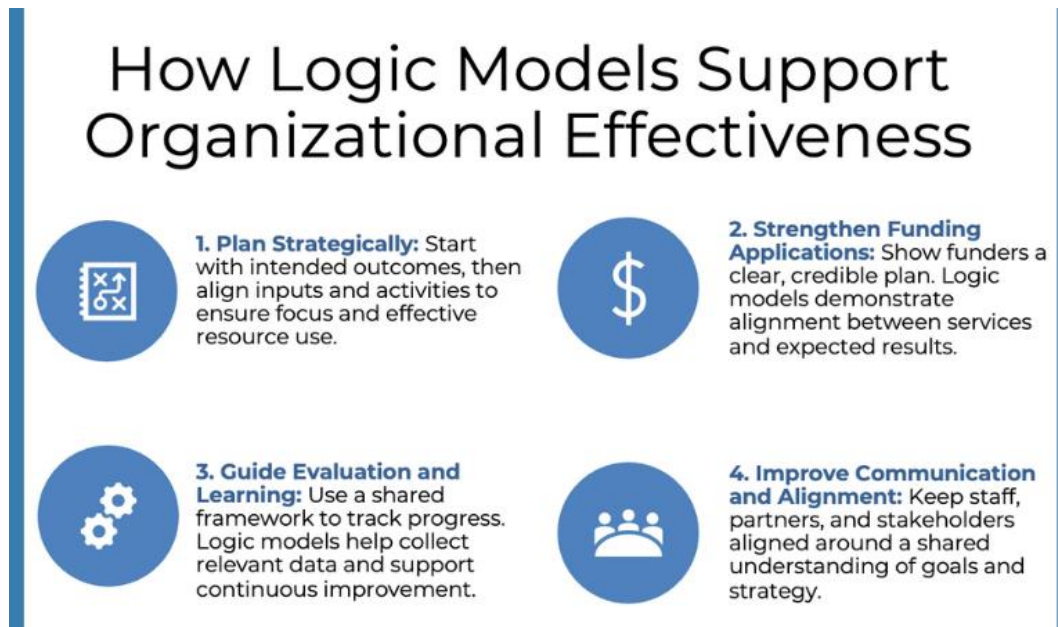 How Logic Models Support
Organizational Effectiveness
1. Plan Strategically: Start
with intended outcomes, then
align inputs and activities to
ensure focus and effective
resource use.
2. Strengthen Funding
Applications: Show funders a
clear, credible plan. Logic
models demonstrate
alignment between services
and expected results.
3. Guide Evaluation and
Learning: Use a shared
framework to track progress.
Logic models help collect
relevant data and support
continuous improvement.
4. Improve Communication
and Alignment: Keep staff,
partners, and stakeholders
aligned around a shared
understanding of goals and
strategy.